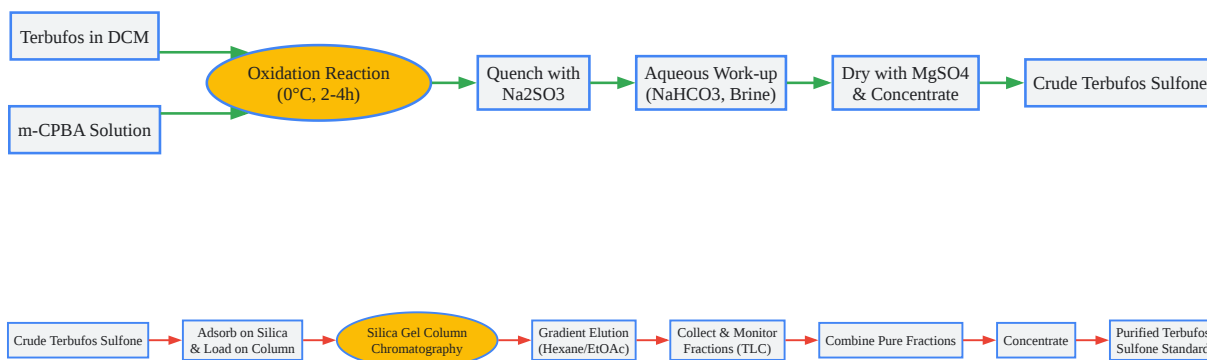 Terbufos in DCM
m-CPBA Solution
Oxidation Reaction
(0°C, 2-4h)
Quench with
Na2SO3
Aqueous Work-up
(NaHCO3, Brine)
Dry with MgSO4
& Concentrate
Crude Terbufos Sulfone
Crude Terbufos Sulfone
Adsorb on Silica
& Load on Column
Silica Gel Column
Chromatography
Gradient Elution
(Hexane/EtOAc)
Collect & Monitor
Fractions (TLC)
Combine Pure Fractions
Concentrate
Purified Terbufos
Sulfone Standard